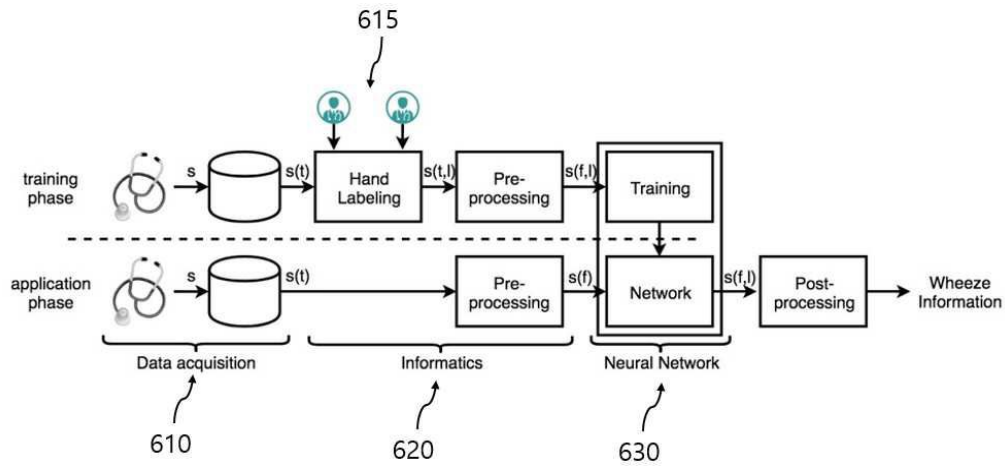 615
training
phase
s
s(t)
Hand
Labeling
s(t,l)
Pre-
processing
s(f,l)
Training
application
phase
s
s(t)
Pre-
processing
s(f)
Network
s(f,l)
Post-
processing
Wheeze
Information
Data acquisition
Informatics
Neural Network
610
620
630